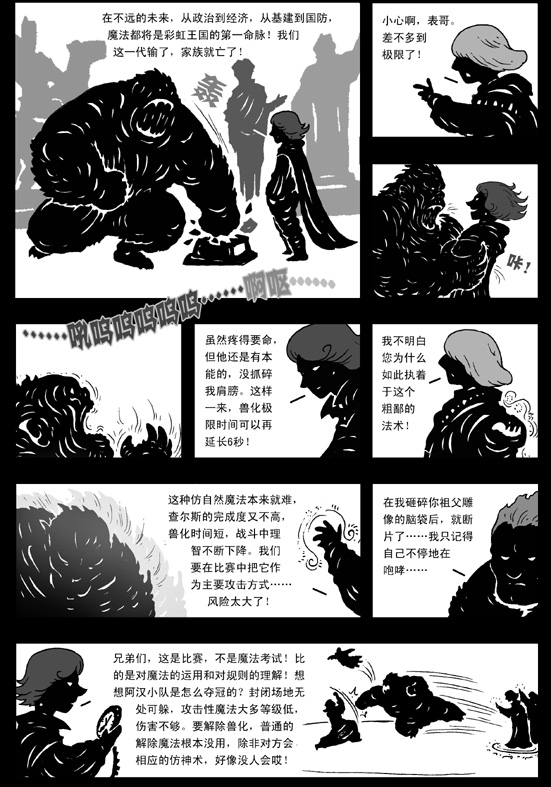 在不远的未来，从政治到经济，从基建到国防，
魔法都将是彩虹王国的第一命脉！我们
这一代输了，家族就亡了！
轰
小心啊，表哥。
差不多到
极限了！
咔！
……吼呜呜呜呜呜……啊呕……
虽然疼得要命，
但他还是有本
能的，没抓碎
我肩膀。这样
一来，兽化极
限时间可以再
延长6秒！
我不明白
您为什么
如此执着
于这个
粗鄙的
法术！
这种仿自然魔法本来就难，
查尔斯的完成度又不高，
兽化时间短，战斗中理
智不断下降。我们
要在比赛中把它作
为主要攻击方式……
风险太大了！
在我砸碎你祖父雕
像的脑袋后，就断
片了……我只记得
自己不停地在
咆哮……
兄弟们，这是比赛，不是魔法考试！比
的是对魔法的运用和对规则的理解！想
想阿汉小队是怎么夺冠的？封闭场地无
处可躲，攻击性魔法大多等级低，
伤害不够。要解除兽化，普通的
解除魔法根本没用，除非对方会
相应的仿神术，好像没人会哎！